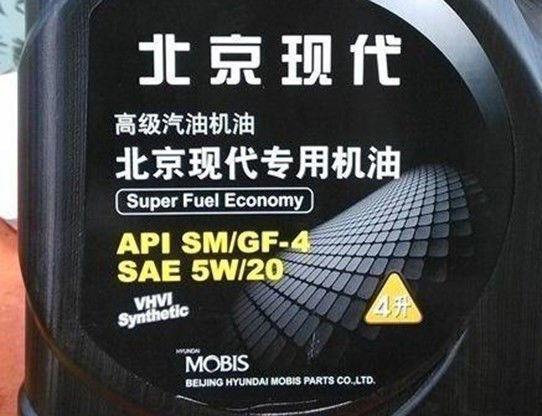 北京现代
高级汽油机油
北京现代专用机油
Super Fuel Economy
API SM/GF-4
SAE 5W/20
VHVI
Synthetic
4升
HYUNDAI
MOBIS
BEIJING HYUNDAI MOBIS PARTS CO.,LTD.